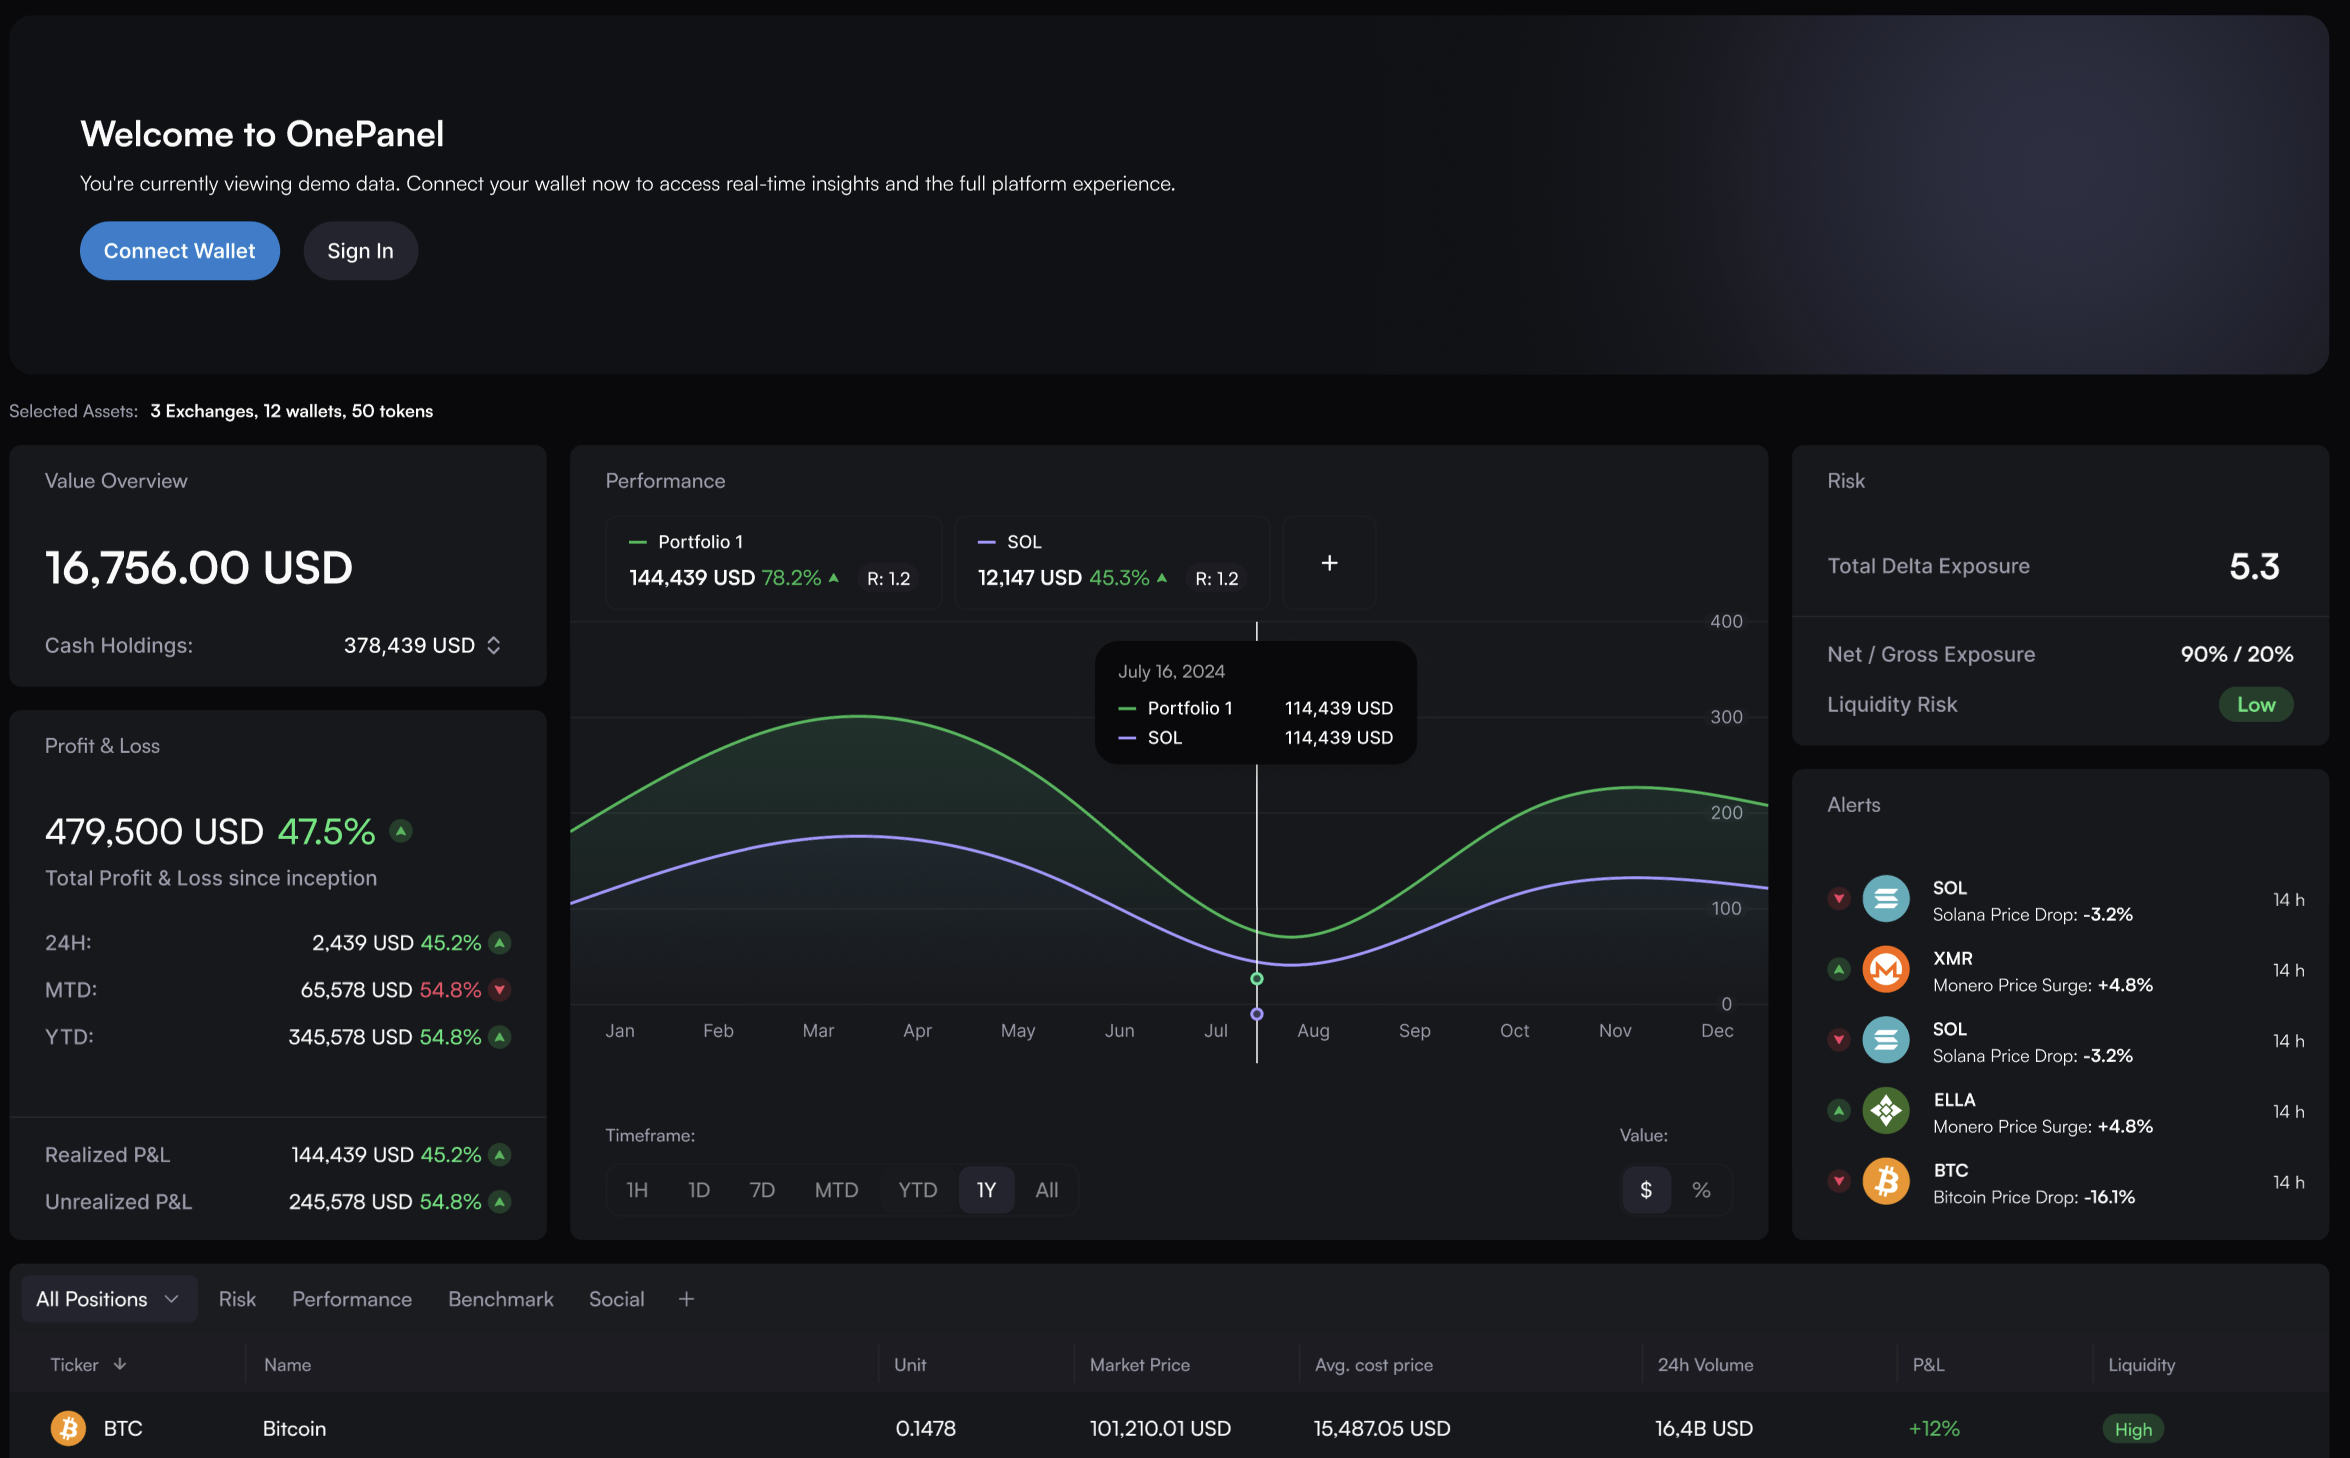 Welcome to OnePanel
You're currently viewing demo data. Connect your wallet now to access real-time insights and the full platform experience.
Connect Wallet
Sign In
Selected Assets: 3 Exchanges, 12 wallets, 50 tokens
Value Overview
16,756.00 USD
Cash Holdings: 378,439 USD
Profit & Loss
479,500 USD 47.5%
Total Profit & Loss since inception
24H: 2,439 USD 45.2%
MTD: 65,578 USD 54.8%
YTD: 345,578 USD 54.8%
Realized P&L 144,439 USD 45.2%
Unrealized P&L 245,578 USD 54.8%
Performance
Portfolio 1
144,439 USD 78.2% R: 1.2
SOL
12,147 USD 45.3% R: 1.2
+
400
300
200
100
0
July 16, 2024
Portfolio 1 114,439 USD
SOL 114,439 USD
Jan Feb Mar Apr May Jun Jul Aug Sep Oct Nov Dec
Timeframe:
1H 1D 7D MTD YTD 1Y All
Value:
$ %
Risk
Total Delta Exposure 5.3
Net / Gross Exposure 90% / 20%
Liquidity Risk Low
Alerts
SOL
Solana Price Drop: -3.2% 14 h
XMR
Monero Price Surge: +4.8% 14 h
SOL
Solana Price Drop: -3.2% 14 h
ELLA
Monero Price Surge: +4.8% 14 h
BTC
Bitcoin Price Drop: -16.1% 14 h
All Positions Risk Performance Benchmark Social +
Ticker Name Unit Market Price Avg. cost price 24h Volume P&L Liquidity
BTC Bitcoin 0.1478 101,210.01 USD 15,487.05 USD 16,4B USD +12% High